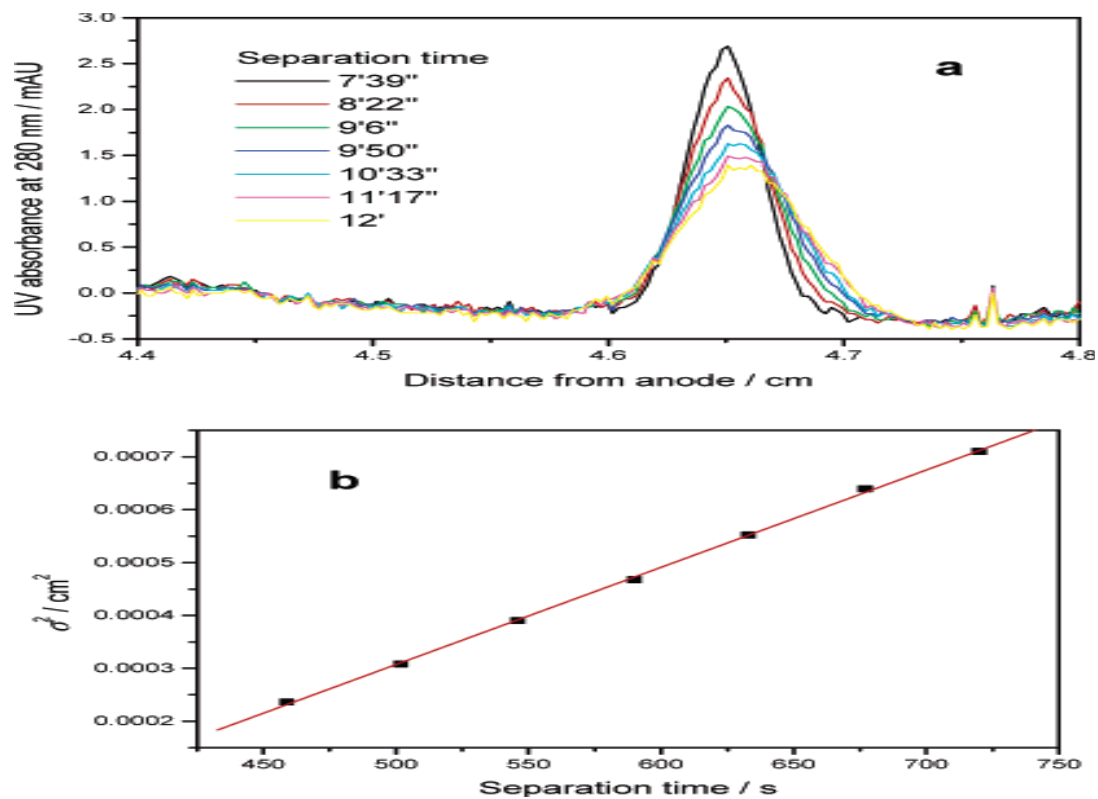 3.0
2.5
2.0
1.5
1.0
0.5
0.0
-0.5
UV absorbance at 280 nm / mAU
Separation time
7'39"
8'22"
9'6"
9'50"
10'33"
11'17"
12'
a
4.4 4.5 4.6 4.7 4.8
Distance from anode / cm
0.0007
0.0006
0.0005
0.0004
0.0003
0.0002
σ² / cm²
b
450 500 550 600 650 700 750
Separation time / s